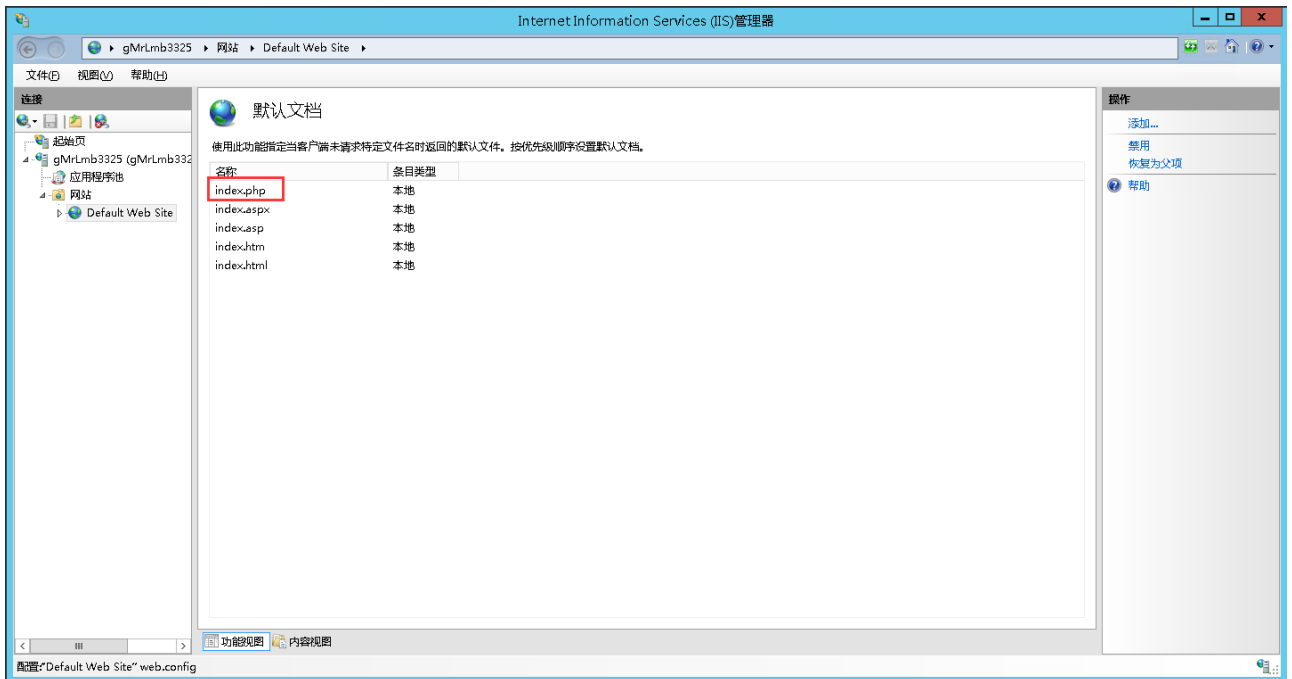 Internet Information Services (IIS)管理器
gMrLmb3325 网站 Default Web Site
文件(F) 视图(V) 帮助(H)
连接
起始页
gMrLmb3325 (gMrLmb332
应用程序池
网站
Default Web Site
默认文档
使用此功能指定当客户端未请求特定文件名时返回的默认文件。按优先级顺序设置默认文档。
名称 条目类型
index.php 本地
index.aspx 本地
index.asp 本地
index.htm 本地
index.html 本地
功能视图 内容视图
操作
添加...
禁用
恢复为父项
帮助
配置:“Default Web Site” web.config